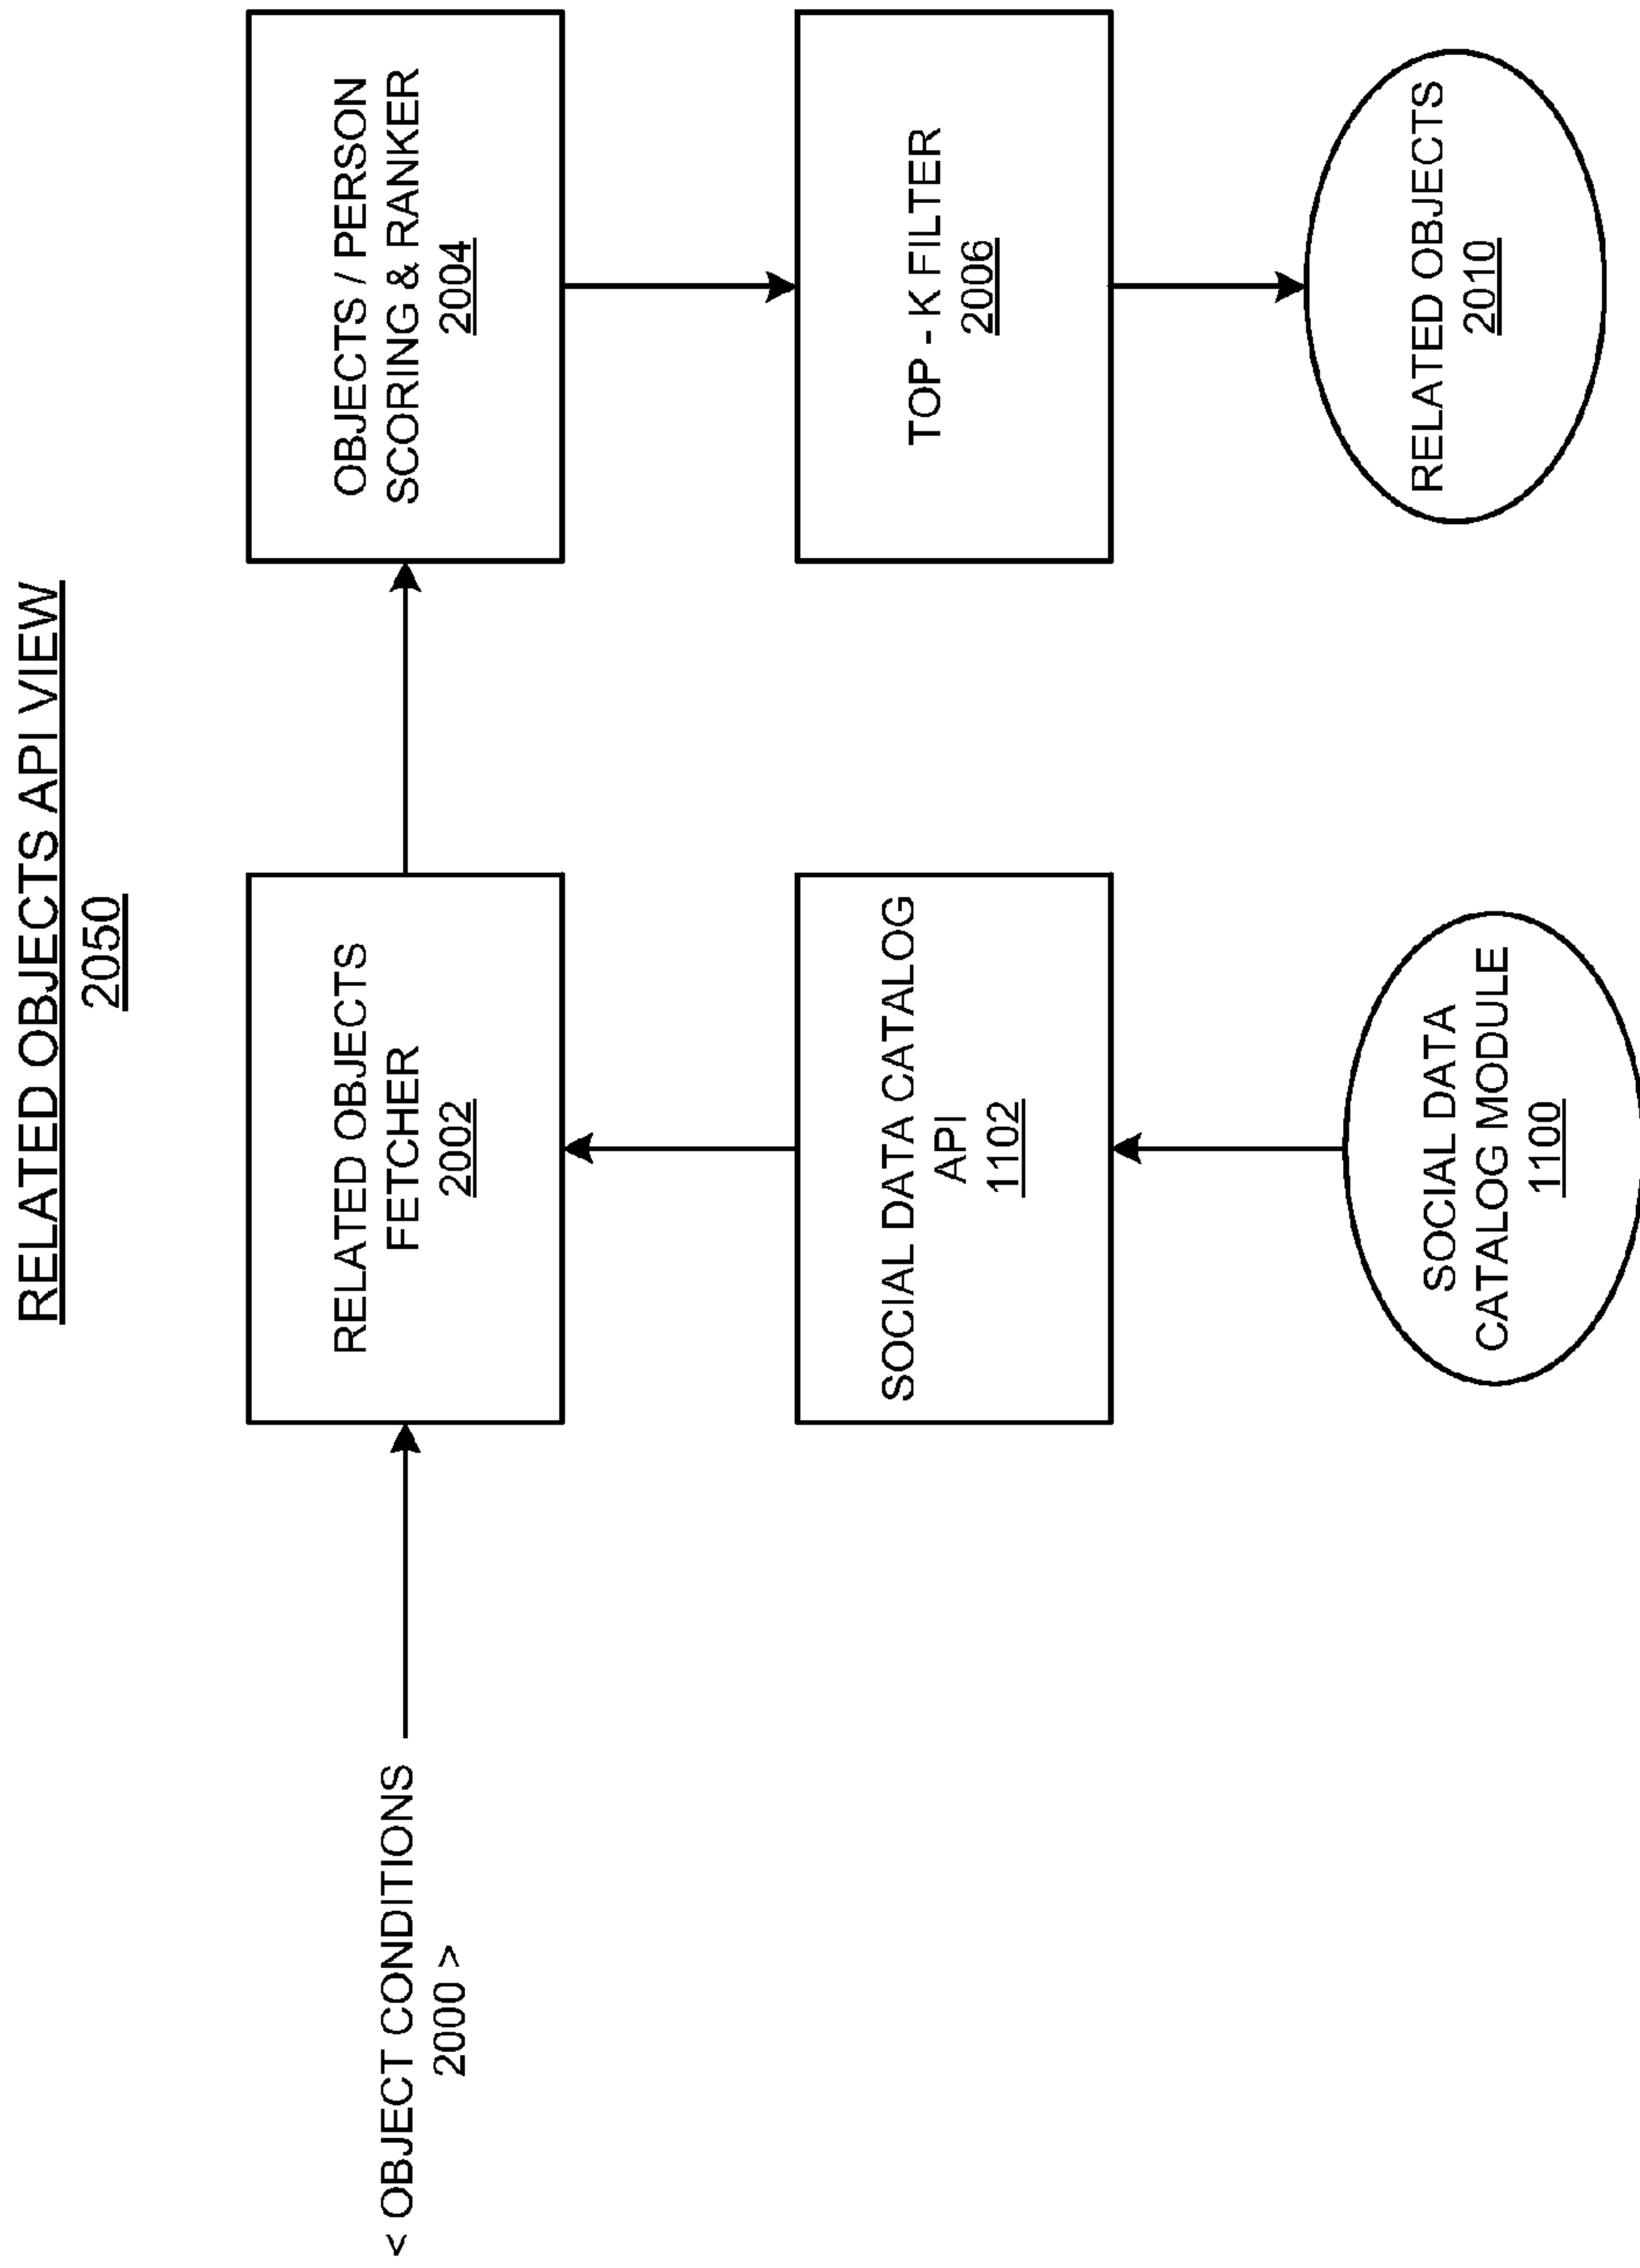 RELATED OBJECTS API VIEW
2050
< OBJECT CONDITIONS
2000 >
RELATED OBJECTS
FETCHER
2002
OBJECTS / PERSON
SCORING & RANKER
2004
SOCIAL DATA CATALOG
API
1102
TOP - K FILTER
2006
SOCIAL DATA
CATALOG MODULE
1100
RELATED OBJECTS
2010